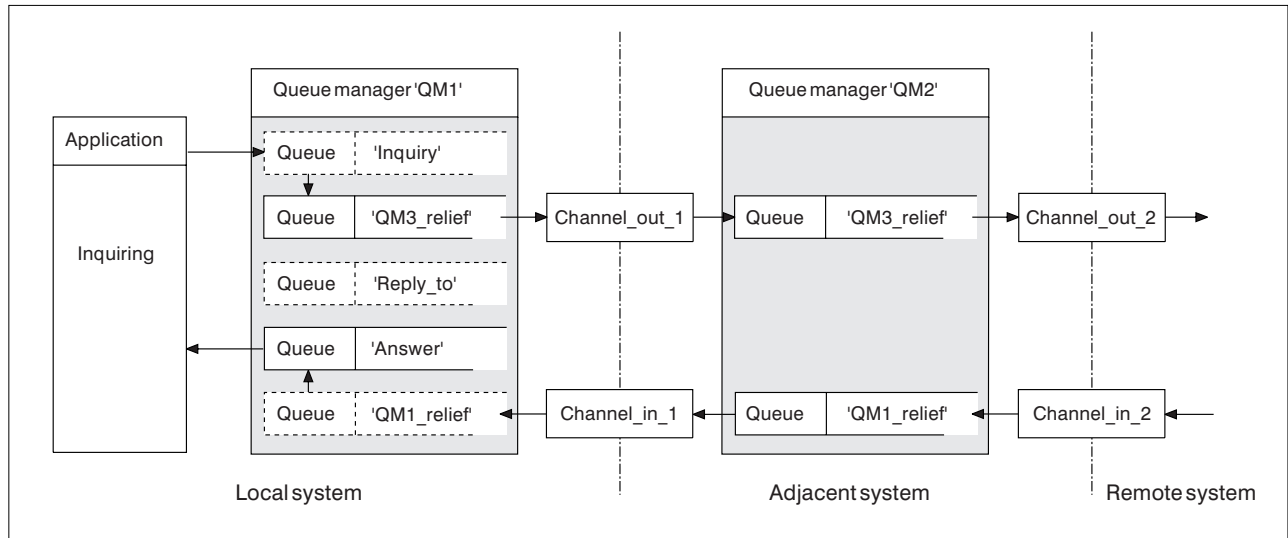 Queue manager 'QM1'
Queue manager 'QM2'
Application
Inquiring
Queue 'Inquiry'
Queue 'QM3_relief'
Channel_out_1
Queue 'QM3_relief'
Channel_out_2
Queue 'Reply_to'
Queue 'Answer'
Queue 'QM1_relief'
Channel_in_1
Queue 'QM1_relief'
Channel_in_2
Local system
Adjacent system
Remote system